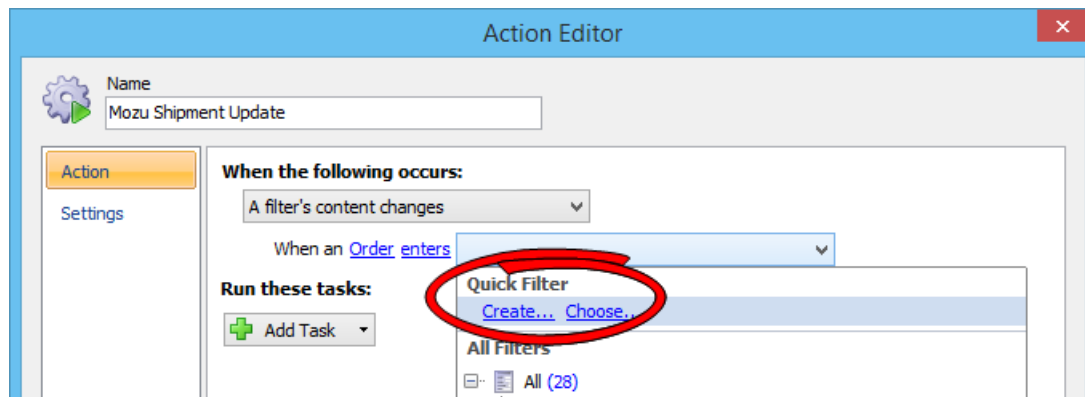 Action Editor
Name
Mozu Shipment Update
Action
Settings
When the following occurs:
A filter's content changes
When an Order enters
Quick Filter
Create... Choose..
Run these tasks:
Add Task
All Filters
All (28)